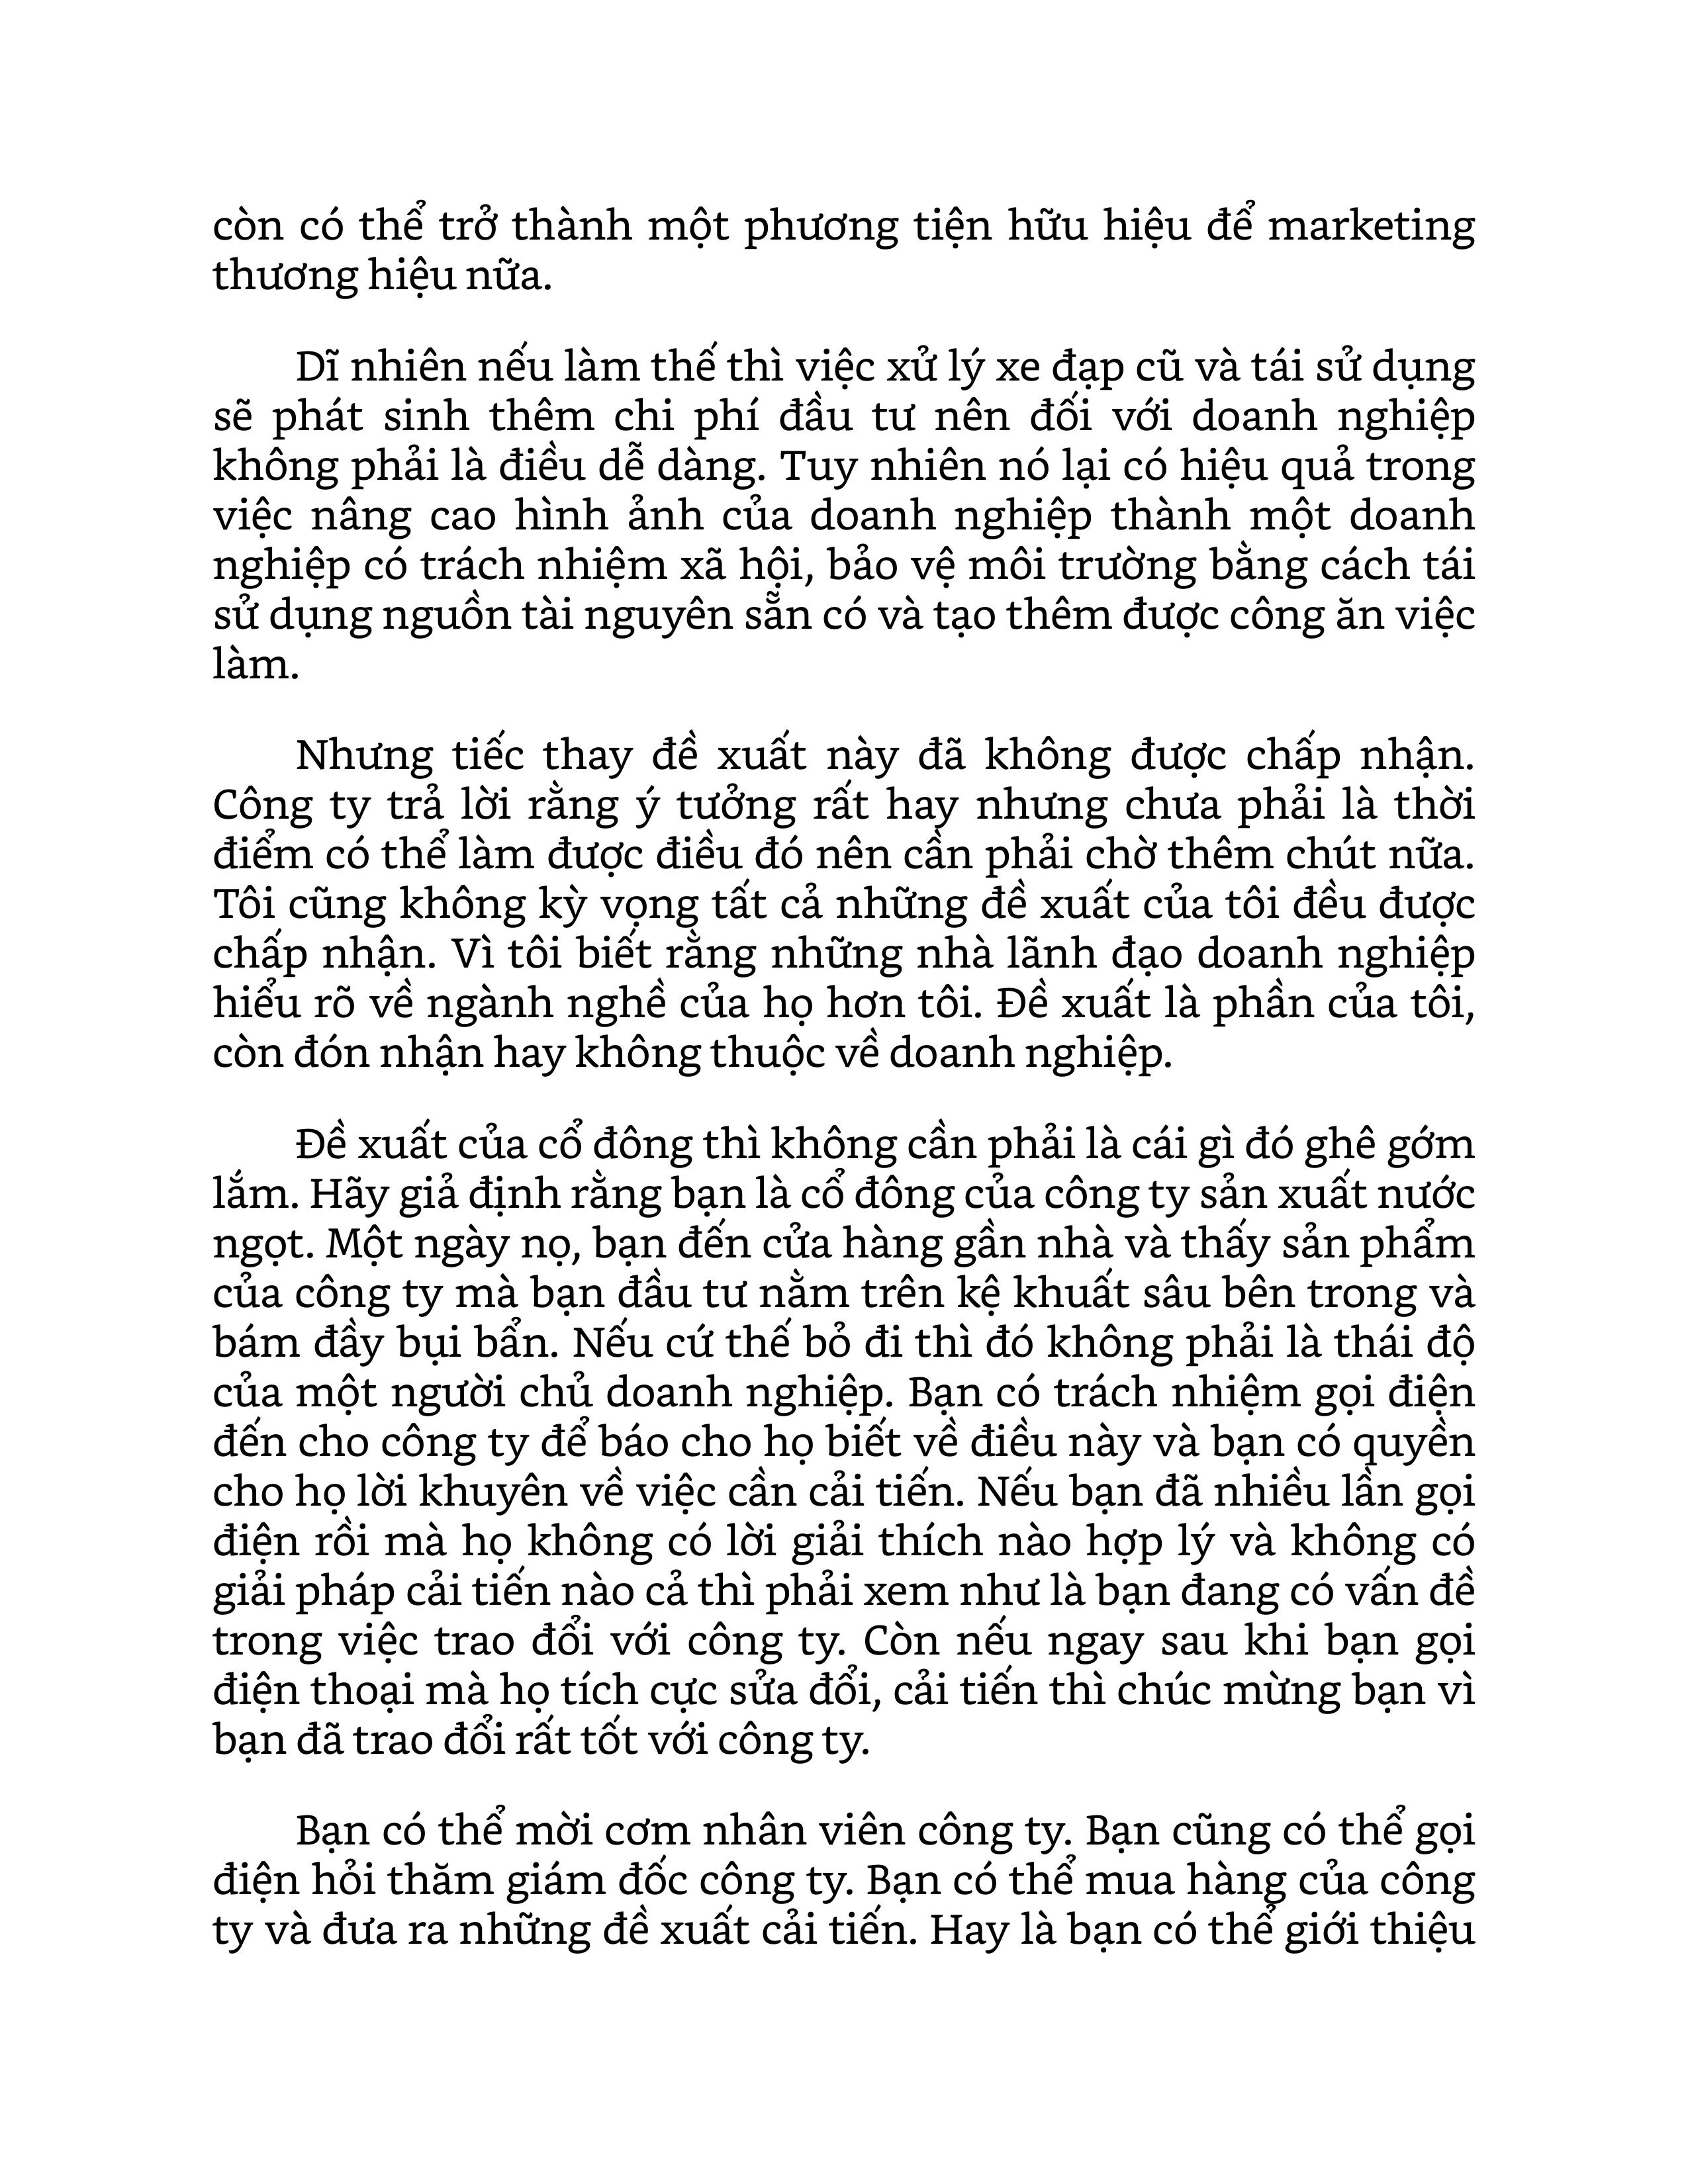 còn có thể trở thành một phương tiện hữu hiệu để marketing
thương hiệu nữa.
Dĩ nhiên nếu làm thế thì việc xử lý xe đạp cũ và tái sử dụng
sẽ phát sinh thêm chi phí đầu tư nên đối với doanh nghiệp
không phải là điều dễ dàng. Tuy nhiên nó lại có hiệu quả trong
việc nâng cao hình ảnh của doanh nghiệp thành một doanh
nghiệp có trách nhiệm xã hội, bảo vệ môi trường bằng cách tái
sử dụng nguồn tài nguyên sẵn có và tạo thêm được công ăn việc
làm.
Nhưng tiếc thay đề xuất này đã không được chấp nhận.
Công ty trả lời rằng ý tưởng rất hay nhưng chưa phải là thời
điểm có thể làm được điều đó nên cần phải chờ thêm chút nữa.
Tôi cũng không kỳ vọng tất cả những đề xuất của tôi đều được
chấp nhận. Vì tôi biết rằng những nhà lãnh đạo doanh nghiệp
hiểu rõ về ngành nghề của họ hơn tôi. Đề xuất là phần của tôi,
còn đón nhận hay không thuộc về doanh nghiệp.
Đề xuất của cổ đông thì không cần phải là cái gì đó ghê gớm
lắm. Hãy giả định rằng bạn là cổ đông của công ty sản xuất nước
ngọt. Một ngày nọ, bạn đến cửa hàng gần nhà và thấy sản phẩm
của công ty mà bạn đầu tư nằm trên kệ khuất sâu bên trong và
bám đầy bụi bẩn. Nếu cứ thế bỏ đi thì đó không phải là thái độ
của một người chủ doanh nghiệp. Bạn có trách nhiệm gọi điện
đến cho công ty để báo cho họ biết về điều này và bạn có quyền
cho họ lời khuyên về việc cần cải tiến. Nếu bạn đã nhiều lần gọi
điện rồi mà họ không có lời giải thích nào hợp lý và không có
giải pháp cải tiến nào cả thì phải xem như là bạn đang có vấn đề
trong việc trao đổi với công ty. Còn nếu ngay sau khi bạn gọi
điện thoại mà họ tích cực sửa đổi, cải tiến thì chúc mừng bạn vì
bạn đã trao đổi rất tốt với công ty.
Bạn có thể mời cơm nhân viên công ty. Bạn cũng có thể gọi
điện hỏi thăm giám đốc công ty. Bạn có thể mua hàng của công
ty và đưa ra những đề xuất cải tiến. Hay là bạn có thể giới thiệu